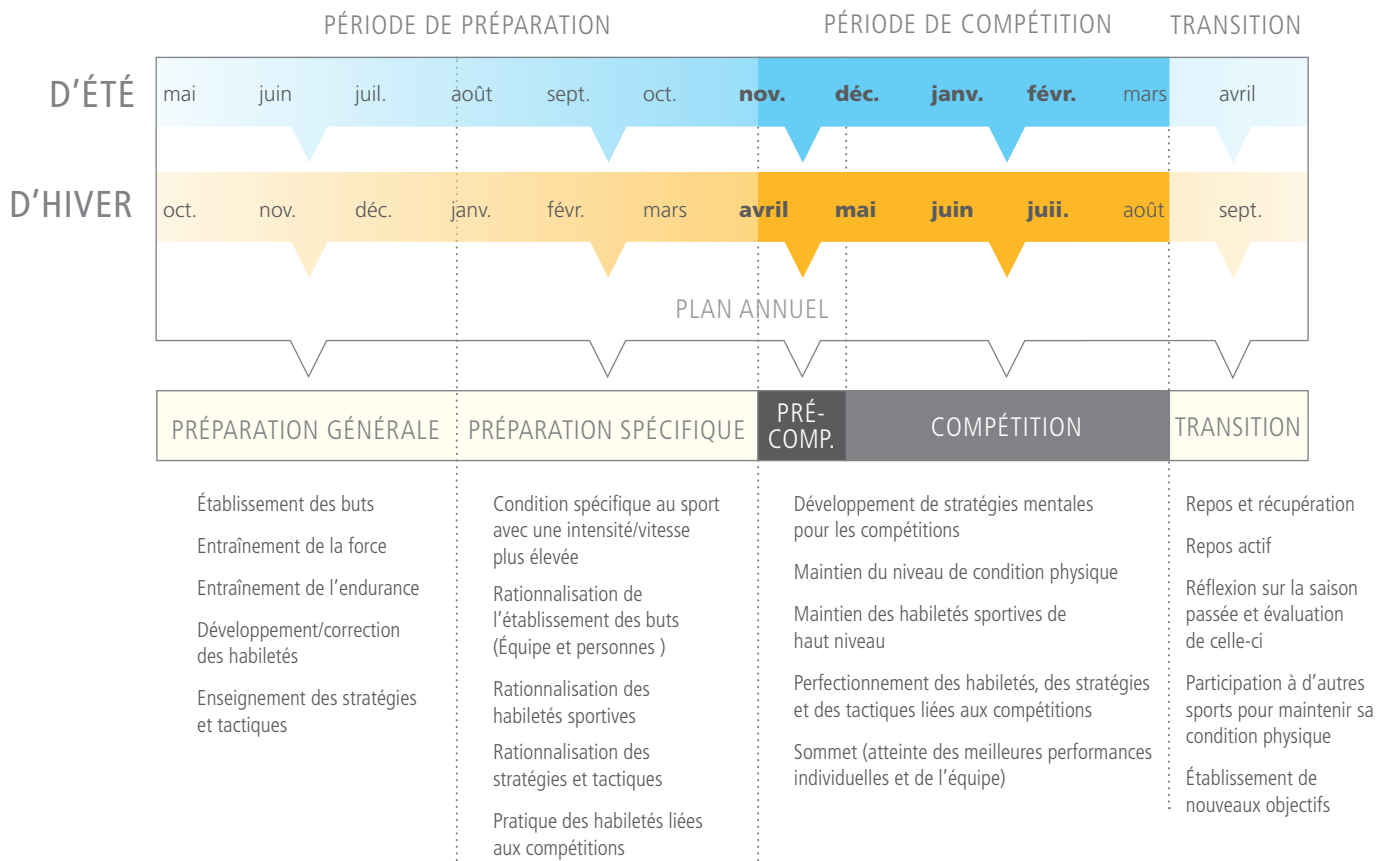 PÉRIODE DE PRÉPARATION
PÉRIODE DE COMPÉTITION
TRANSITION
D'ÉTÉ
mai juin juil. août sept. oct. nov. déc. janv. févr. mars avril
D'HIVER
oct. nov. déc. janv. févr. mars avril mai juin juii. août sept.
PLAN ANNUEL
PRÉPARATION GÉNÉRALE
PRÉPARATION SPÉCIFIQUE
PRÉ-
COMP.
COMPÉTITION
TRANSITION
Établissement des buts
Entraînement de la force
Entraînement de l'endurance
Développement/correction
des habiletés
Enseignement des stratégies
et tactiques
Condition spécifique au sport
avec une intensité/vitesse
plus élevée
Rationnalisation de
l'établissement des buts
(Équipe et personnes )
Rationnalisation des
habiletés sportives
Rationnalisation des
stratégies et tactiques
Pratique des habiletés liées
aux compétitions
Développement de stratégies mentales
pour les compétitions
Maintien du niveau de condition physique
Maintien des habiletés sportives de
haut niveau
Perfectionnement des habiletés, des stratégies
et des tactiques liées aux compétitions
Sommet (atteinte des meilleures performances
individuelles et de l'équipe)
Repos et récupération
Repos actif
Réflexion sur la saison
passée et évaluation
de celle-ci
Participation à d'autres
sports pour maintenir sa
condition physique
Établissement de
nouveaux objectifs